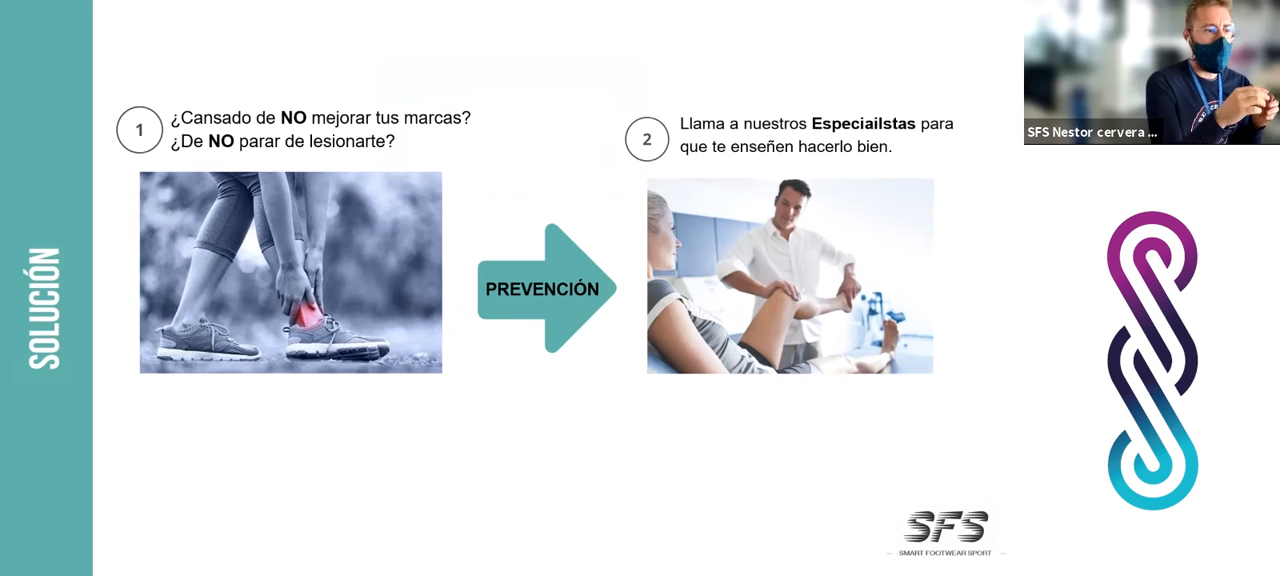 SOLUCIÓN
1
¿Cansado de NO mejorar tus marcas?
¿De NO parar de lesionarte?
PREVENCIÓN
2
Llama a nuestros Especiailstas para
que te enseñen hacerlo bien.
SFS
SMART FOOTWEAR SPORT
SFS Nestor cervera ...